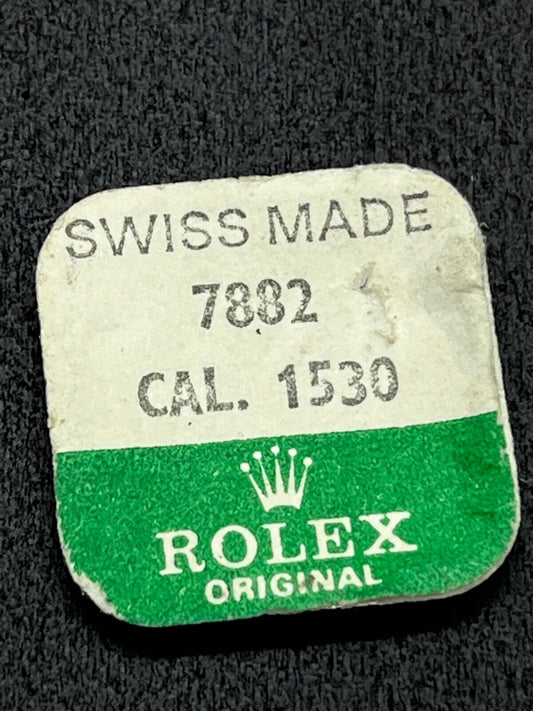 SWISS MADE
7882
CAL. 1530
ROLEX
ORIGINAL